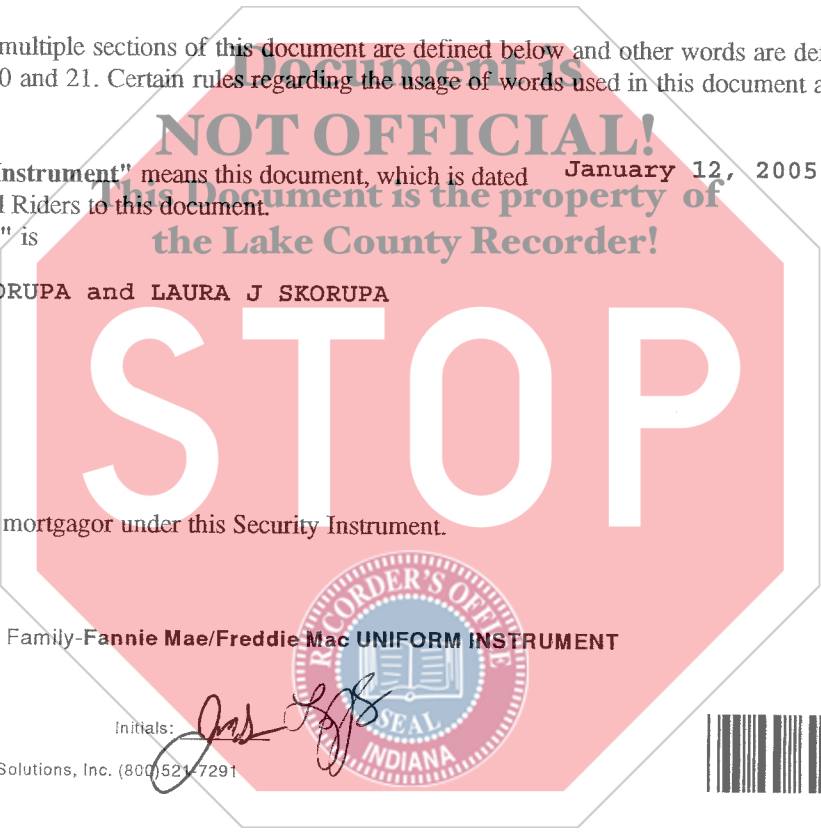 multiple sections of this document are defined below and other words are de
Document is
0 and 21. Certain rules regarding the usage of words used in this document a
NOT OFFICIAL!
Instrument" means this document, which is dated January 12, 2005
This Document is the property of
l Riders to this document.
" is
the Lake County Recorder!
ORUPA and LAURA J SKORUPA
STOP
mortgagor under this Security Instrument.
RECORDER'S OFFICE
Family-Fannie Mae/Freddie Mac UNIFORM INSTRUMENT
SEAL
INDIANA
Initials: JMS LJS
Solutions, Inc. (800)521-7291